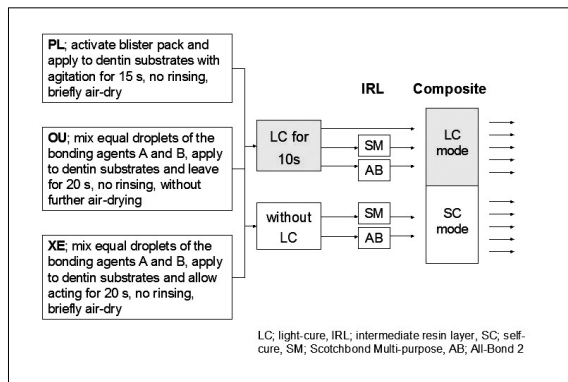 PL; activate blister pack and
apply to dentin substrates with
agitation for 15 s, no rinsing,
briefly air-dry
OU; mix equal droplets of the
bonding agents A and B, apply
to dentin substrates and leave
for 20 s, no rinsing, without
further air-drying
XE; mix equal droplets of the
bonding agents A and B, apply
to dentin substrates and allow
acting for 20 s, no rinsing,
briefly air-dry
LC for
10s
without
LC
IRL
SM
AB
SM
AB
Composite
LC
mode
SC
mode
LC; light-cure, IRL; intermediate resin layer, SC; self-
cure, SM; Scotchbond Multi-purpose, AB; All-Bond 2